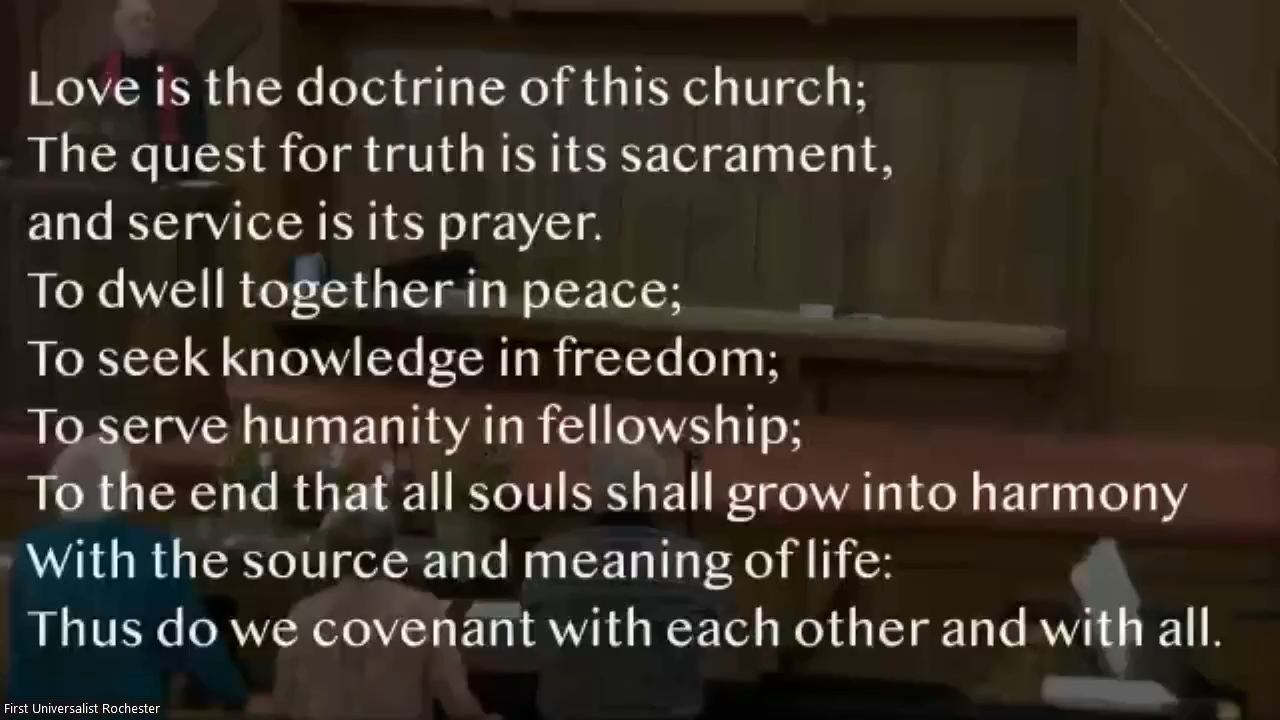 Love is the doctrine of this church;
The quest for truth is its sacrament,
and service is its prayer.
To dwell together in peace;
To seek knowledge in freedom;
To serve humanity in fellowship;
To the end that all souls shall grow into harmony
With the source and meaning of life:
Thus do we covenant with each other and with all.
First Universalist Rochester